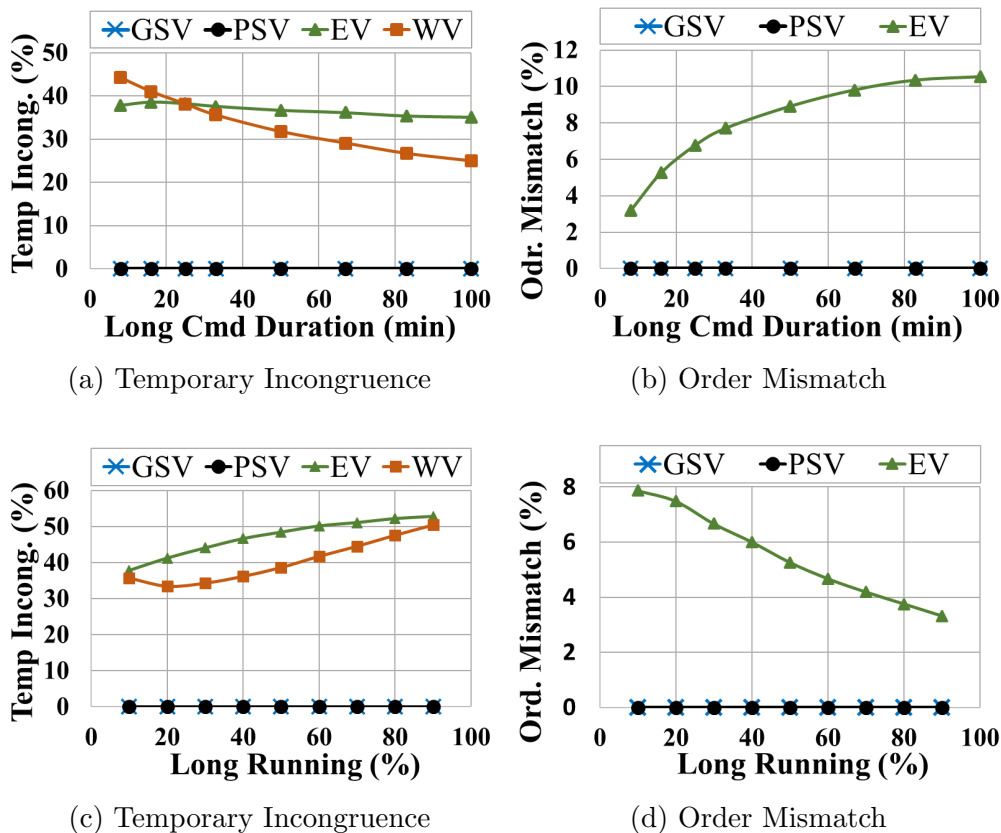 GSV PSV EV WV
Temp Incong. (%)
50
40
30
20
10
0
0 20 40 60 80 100
Long Cmd Duration (min)
(a) Temporary Incongruence
GSV PSV EV
Odr. Mismatch (%)
12
10
8
6
4
2
0
0 20 40 60 80 100
Long Cmd Duration (min)
(b) Order Mismatch
GSV PSV EV WV
Temp Incong. (%)
60
50
40
30
20
10
0
0 20 40 60 80 100
Long Running (%)
(c) Temporary Incongruence
GSV PSV EV
Ord. Mismatch (%)
8
6
4
2
0
0 20 40 60 80 100
Long Running (%)
(d) Order Mismatch